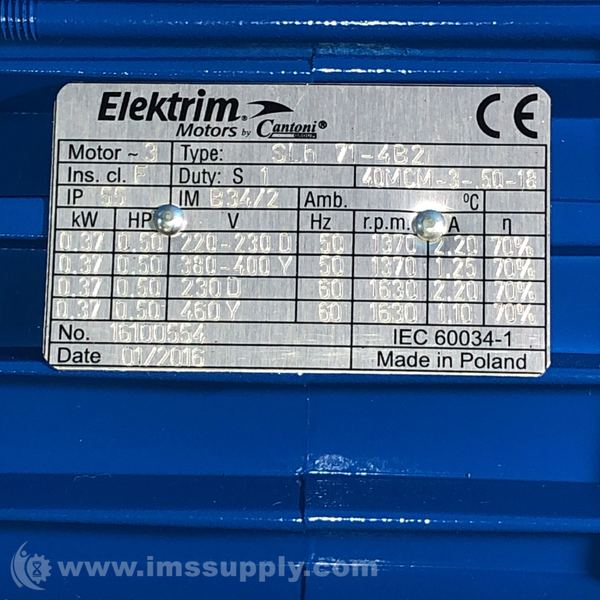 Elektrim® CE
Motors by Cantoni® GROUP
Motor ~ 3 Type: SLh 71-4B2
Ins. cl. F Duty: S 1 40MCM-3-.50-18
IP 55 IM B34/2 Amb. °C
kW HP V Hz r.p.m. A η
0.37 0.50 220-230 D 50 1370 2.20 70%
0.37 0.50 380-400 Y 50 1370 1.25 70%
0.37 0.50 230 D 60 1630 2.20 70%
0.37 0.50 460 Y 60 1630 1.10 70%
No. 16100554 IEC 60034-1
Date 01/2016 Made in Poland
www.imssupply.com